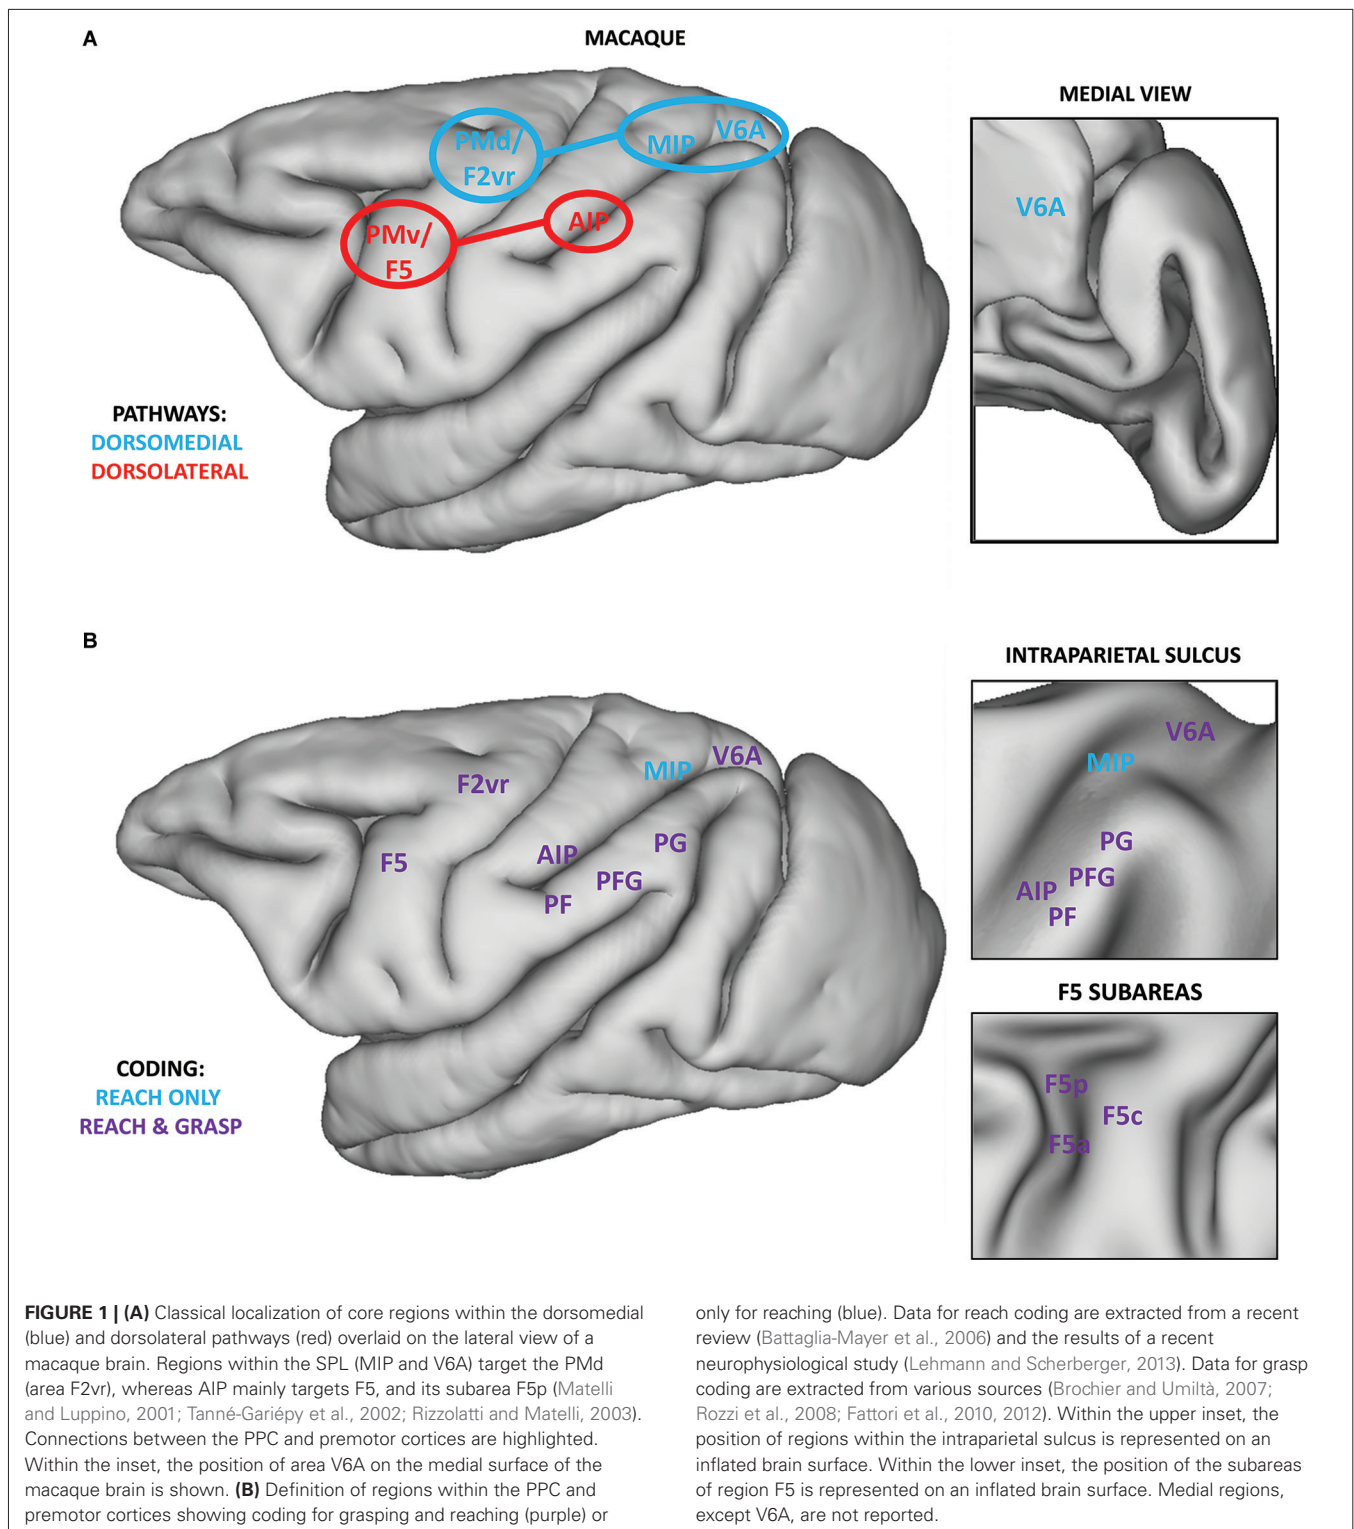 A
MACAQUE
MEDIAL VIEW
PMd/
F2vr
MIP
V6A
PMv/
F5
AIP
V6A
PATHWAYS:
DORSOMEDIAL
DORSOLATERAL
B
INTRAPARIETAL SULCUS
F2vr
MIP
V6A
F5
AIP
PG
PFG
PF
V6A
MIP
PG
PFG
AIP
PF
F5 SUBAREAS
F5p
F5c
F5a
CODING:
REACH ONLY
REACH & GRASP
FIGURE 1 | (A) Classical localization of core regions within the dorsomedial
(blue) and dorsolateral pathways (red) overlaid on the lateral view of a
macaque brain. Regions within the SPL (MIP and V6A) target the PMd
(area F2vr), whereas AIP mainly targets F5, and its subarea F5p (Matelli
and Luppino, 2001; Tanné-Gariépy et al., 2002; Rizzolatti and Matelli, 2003).
Connections between the PPC and premotor cortices are highlighted.
Within the inset, the position of area V6A on the medial surface of the
macaque brain is shown. (B) Definition of regions within the PPC and
premotor cortices showing coding for grasping and reaching (purple) or
only for reaching (blue). Data for reach coding are extracted from a recent
review (Battaglia-Mayer et al., 2006) and the results of a recent
neurophysiological study (Lehmann and Scherberger, 2013). Data for grasp
coding are extracted from various sources (Brochier and Umiltà, 2007;
Rozzi et al., 2008; Fattori et al., 2010, 2012). Within the upper inset, the
position of regions within the intraparietal sulcus is represented on an
inflated brain surface. Within the lower inset, the position of the subareas
of region F5 is represented on an inflated brain surface. Medial regions,
except V6A, are not reported.